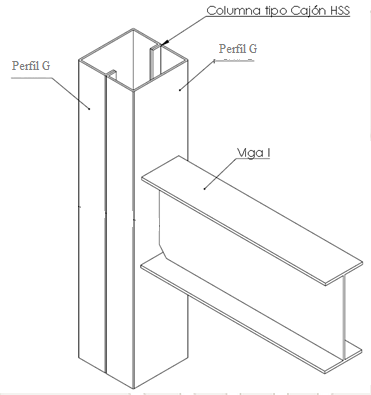 Columna tipo Cajón HSS
Perfil G
Perfil G
Viga I